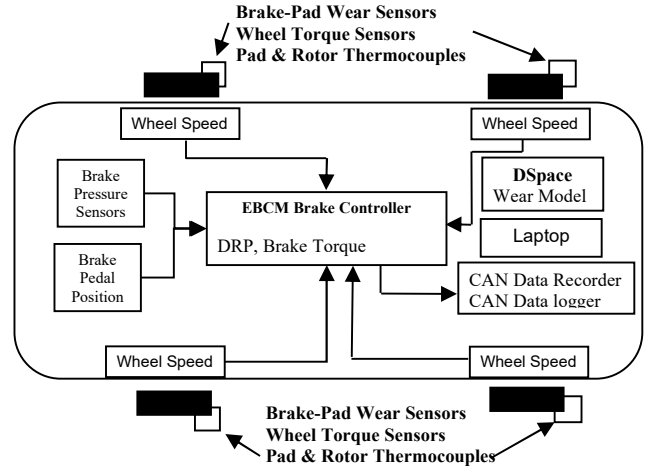 Brake-Pad Wear Sensors
Wheel Torque Sensors
Pad & Rotor Thermocouples
Wheel Speed
Wheel Speed
Brake
Pressure
Sensors
Brake
Pedal
Position
EBCM Brake Controller
DRP, Brake Torque
DSpace
Wear Model
Laptop
CAN Data Recorder
CAN Data logger
Wheel Speed
Wheel Speed
Brake-Pad Wear Sensors
Wheel Torque Sensors
Pad & Rotor Thermocouples